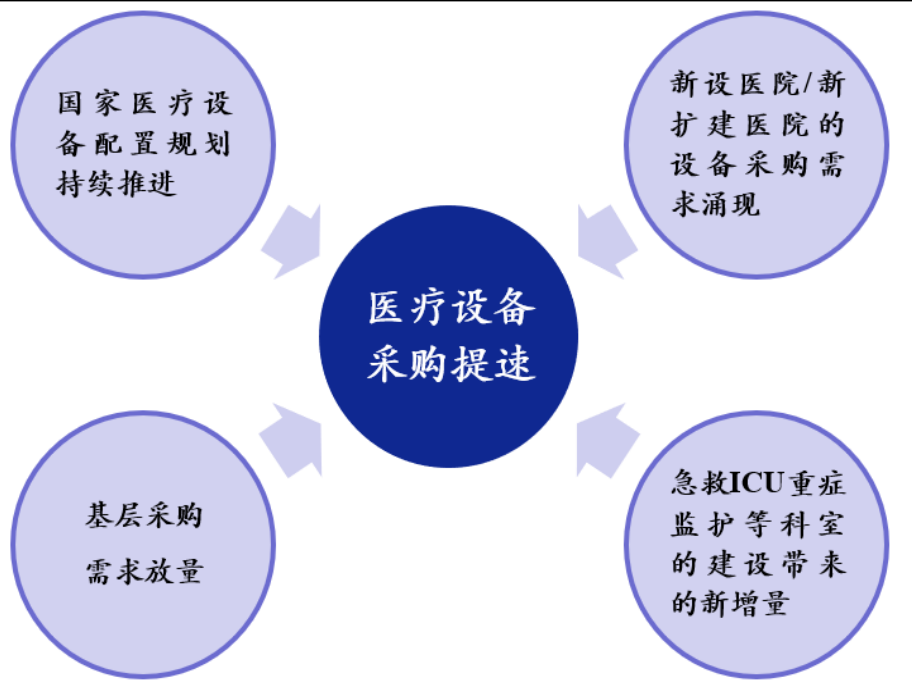 国家医疗设
备配置规划
持续推进
新设医院/新
扩建医院的
设备采购需
求涌现
医疗设备
采购提速
基层采购
需求放量
急救ICU重症
监护等科室
的建设带来
的新增量